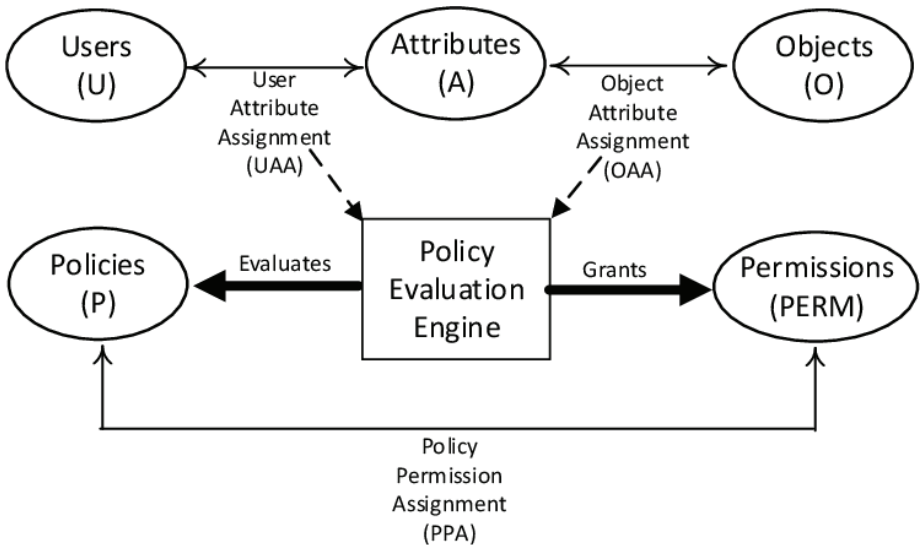 Users
(U)
Attributes
(A)
Objects
(O)
User
Attribute
Assignment
(UAA)
Object
Attribute
Assignment
(OAA)
Policies
(P)
Evaluates
Policy
Evaluation
Engine
Grants
Permissions
(PERM)
Policy
Permission
Assignment
(PPA)